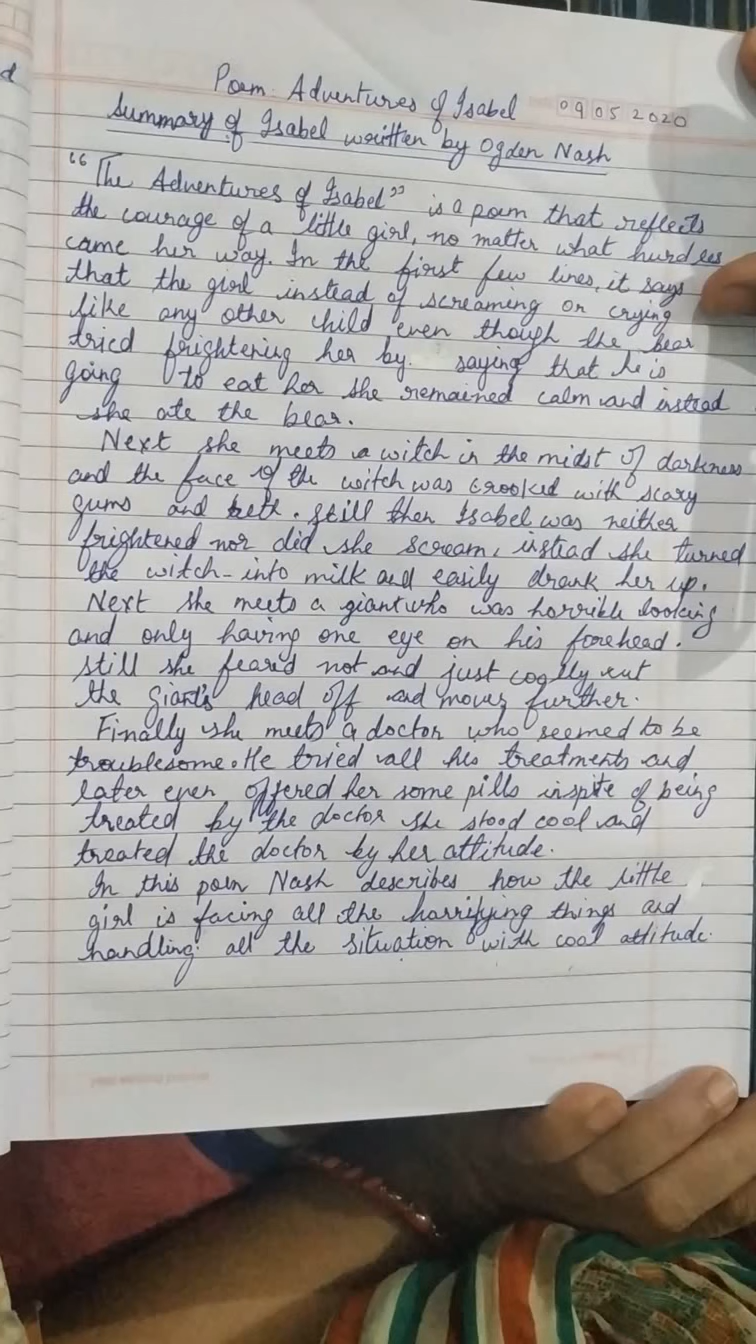 d
Poem: Adventures of Isabel
09 05 2020
Summary of Isabel written by Ogden Nash
"The Adventures of Isabel" is a poem that reflects
the courage of a little girl, no matter what hurdles
came her way. In the first few lines, it says
that the girl instead of screaming or crying
like any other child even though the bear
tried frightening her by. saying that he is
going to eat her she remained calm and instead
she ate the bear.
Next she meets a witch in the midst of darkness
and the face of the witch was crooked with scary
gums and teeth. Still then Isabel was neither
frightened nor did she scream, instead she turned
the witch into milk and easily drank her up.
Next she meets a giant who was horrible looking
and only having one eye on his forehead.
still she feared not and just coolly cut
the giant's head off and moves further.
Finally she meets a doctor who seemed to be
troublesome. He tried all his treatments and
later even offered her some pills inspite of being
treated by the doctor she stood cool and
treated the doctor by her attitude.
In this poem Nash describes how the little
girl is facing all the horrifying things and
handling all the situation with cool attitude.